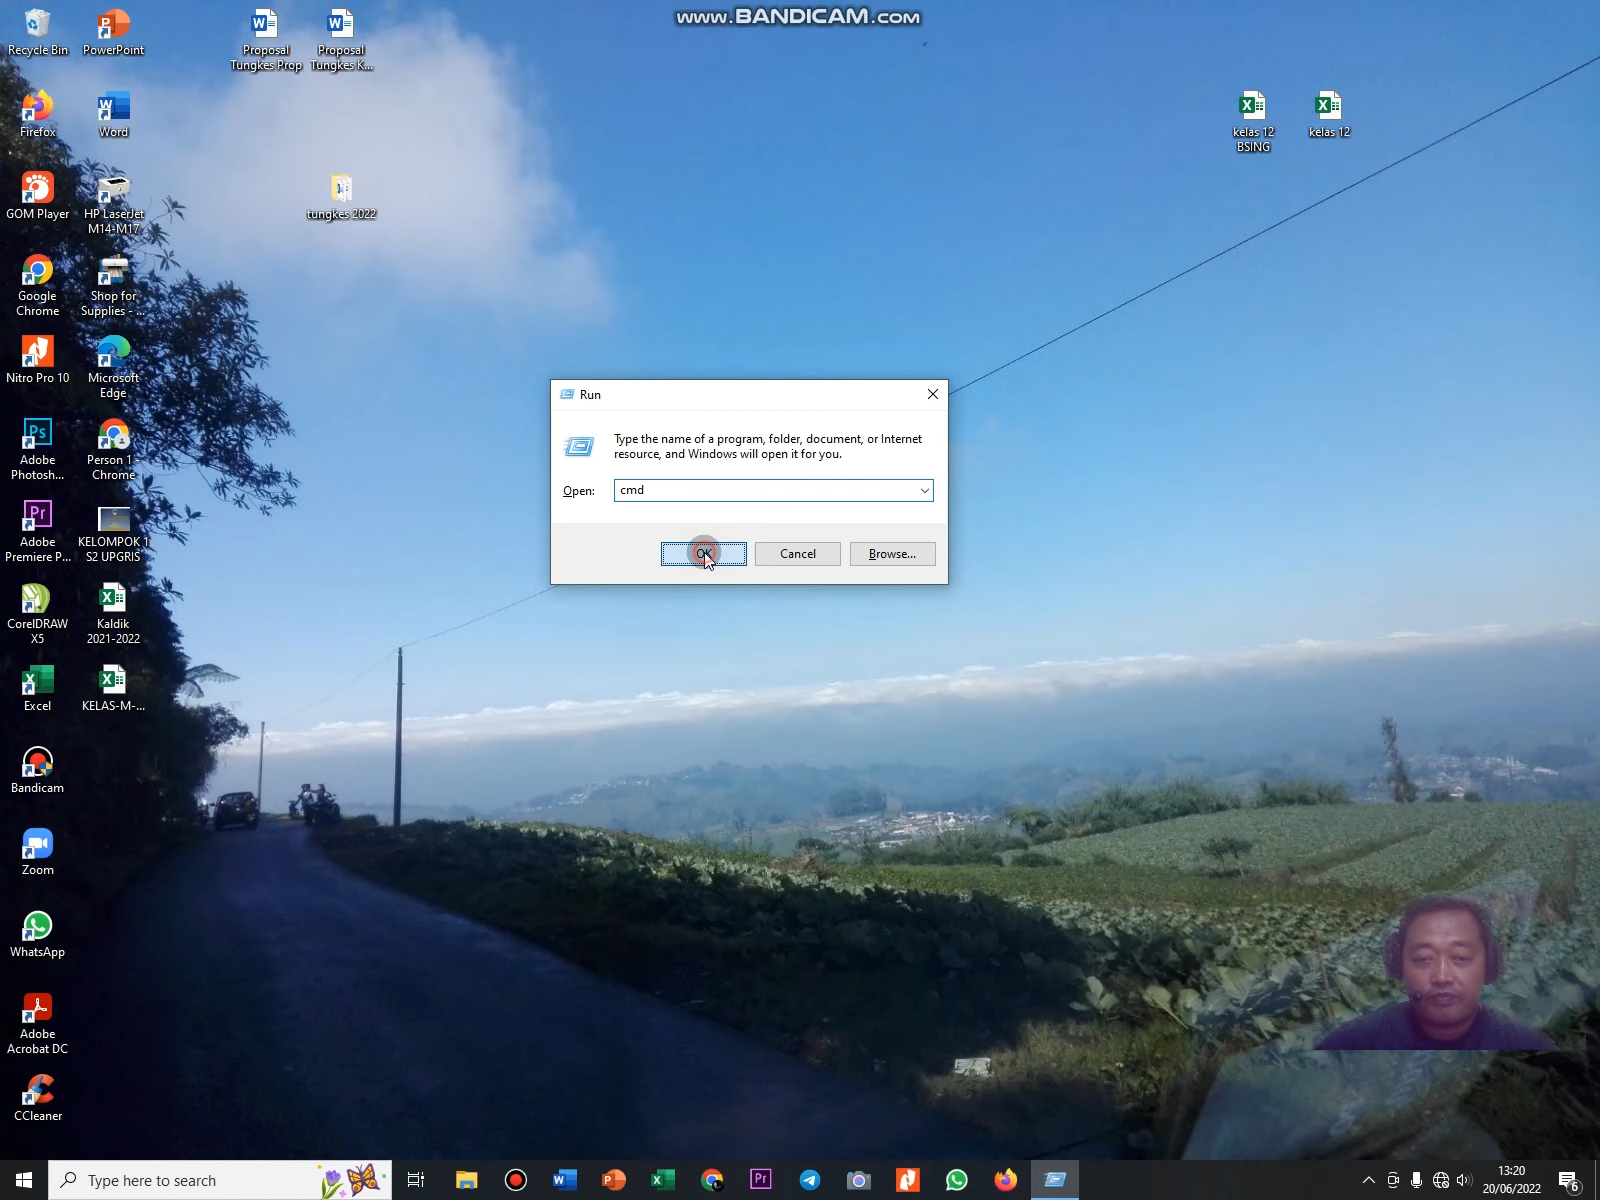 www.BANDICAM.com
Recycle Bin
PowerPoint
Proposal
Tungkes Prop
Proposal
Tungkes K...
Firefox
Word
kelas 12
BSING
kelas 12
GOM Player
HP LaserJet
M14-M17
tungkes 2022
Google
Chrome
Shop for
Supplies - ...
Nitro Pro 10
Microsoft
Edge
Run
Type the name of a program, folder, document, or Internet
resource, and Windows will open it for you.
Open:
cmd
OK
Cancel
Browse...
Adobe
Photosh...
Person 1 -
Chrome
Adobe
Premiere P...
KELOMPOK 1
S2 UPGRIS
CorelDRAW
X5
Kaldik
2021-2022
Excel
KELAS-M-...
Bandicam
Zoom
WhatsApp
Adobe
Acrobat DC
CCleaner
Type here to search
13:20
20/06/2022
6